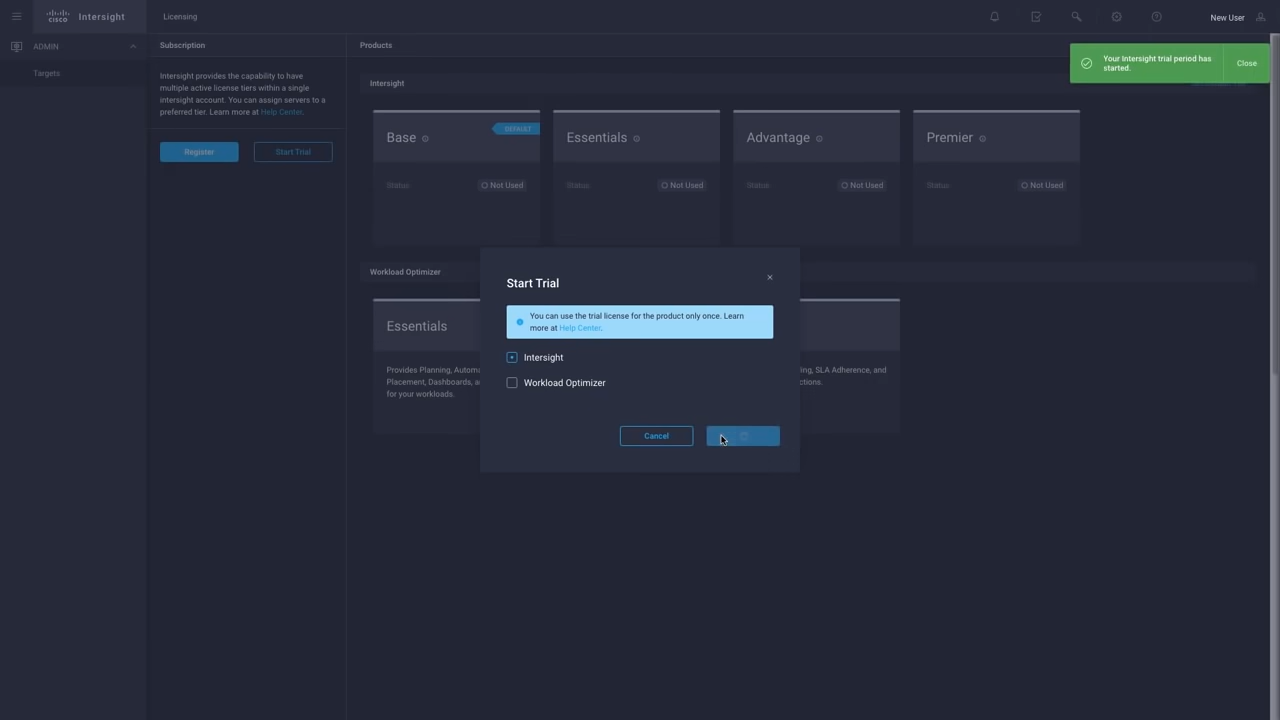 CISCO Intersight
Licensing
New User
ADMIN
Targets
Subscription
Intersight provides the capability to have
multiple active license tiers within a single
intersight account. You can assign servers to a
preferred tier. Learn more at Help Center.
Register
Start Trial
Products
Your Intersight trial period has
started.
Close
Intersight
Base
DEFAULT
Status:
Not Used
Essentials
Status:
Not Used
Advantage
Status:
Not Used
Premier
Status:
Not Used
Workload Optimizer
Essentials
Provides Planning,
Placement, Dashboards,
for your workloads.
SLA Adherence, and
Start Trial
×
You can use the trial license for the product only once. Learn
more at Help Center.
Intersight
Workload Optimizer
Cancel